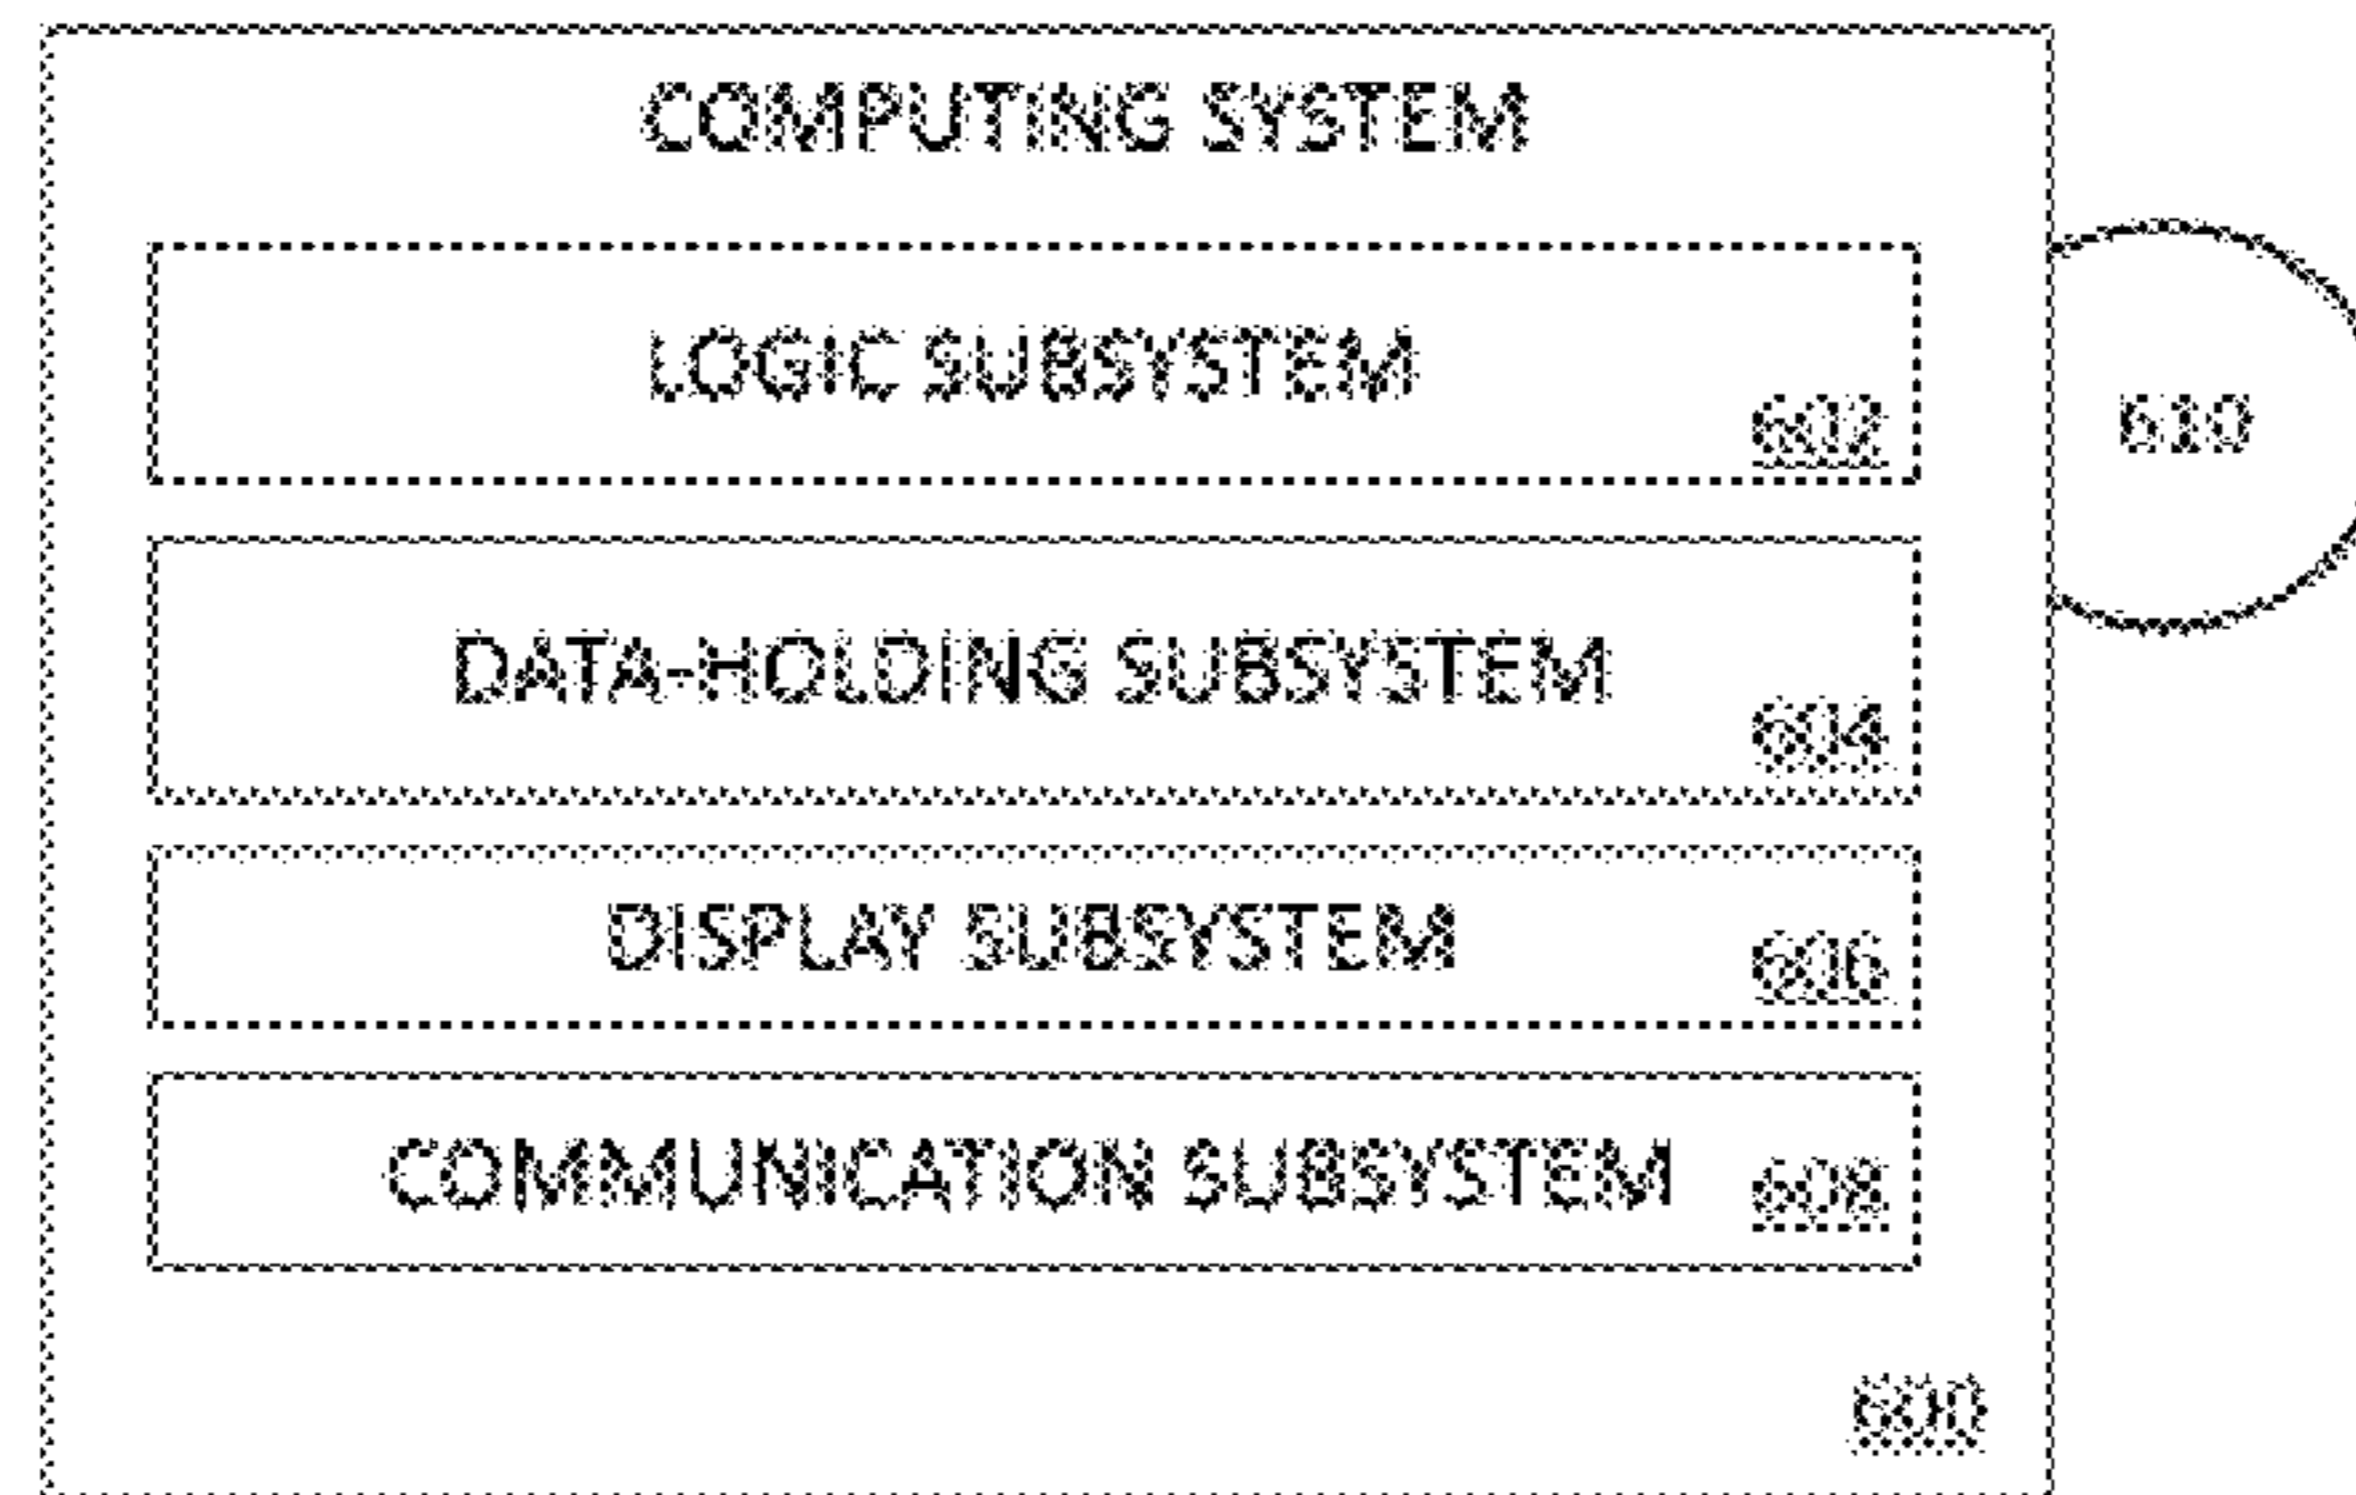 COMPUTING SYSTEM
LOGIC SUBSYSTEM
602
610
DATA-HOLDING SUBSYSTEM
604
DISPLAY SUBSYSTEM
606
COMMUNICATION SUBSYSTEM 608
600